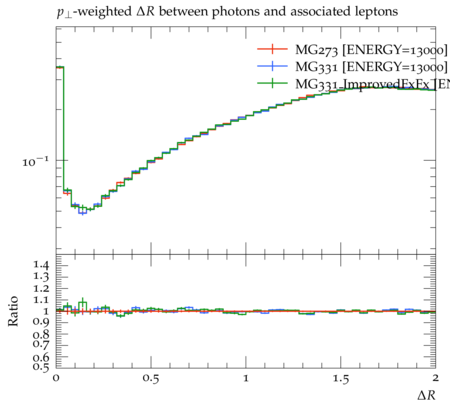 p⊥-weighted ΔR between photons and associated leptons
MG273 [ENERGY=13000]
MG331 [ENERGY=13000]
MG331 ImprovedExFxTEN
10⁻¹
1.4
1.3
1.2
1.1
1
0.9
0.8
0.7
0.6
0.5
Ratio
0 0.5 1 1.5 2
ΔR